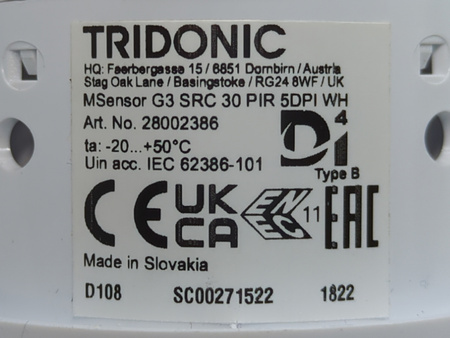 TRIDONIC
HQ: Faerbergasse 15 / 6851 Dornbirn / Austria
Stag Oak Lane / Basingstoke / RG24 8WF / UK
MSensor G3 SRC 30 PIR 5DPI WH
Art. No. 28002386
ta: -20...+50°C
Uin acc. IEC 62386-101
D4i
Type B
CE UK CA ENEC 11 EAC
Made in Slovakia
D108 SC00271522 1822